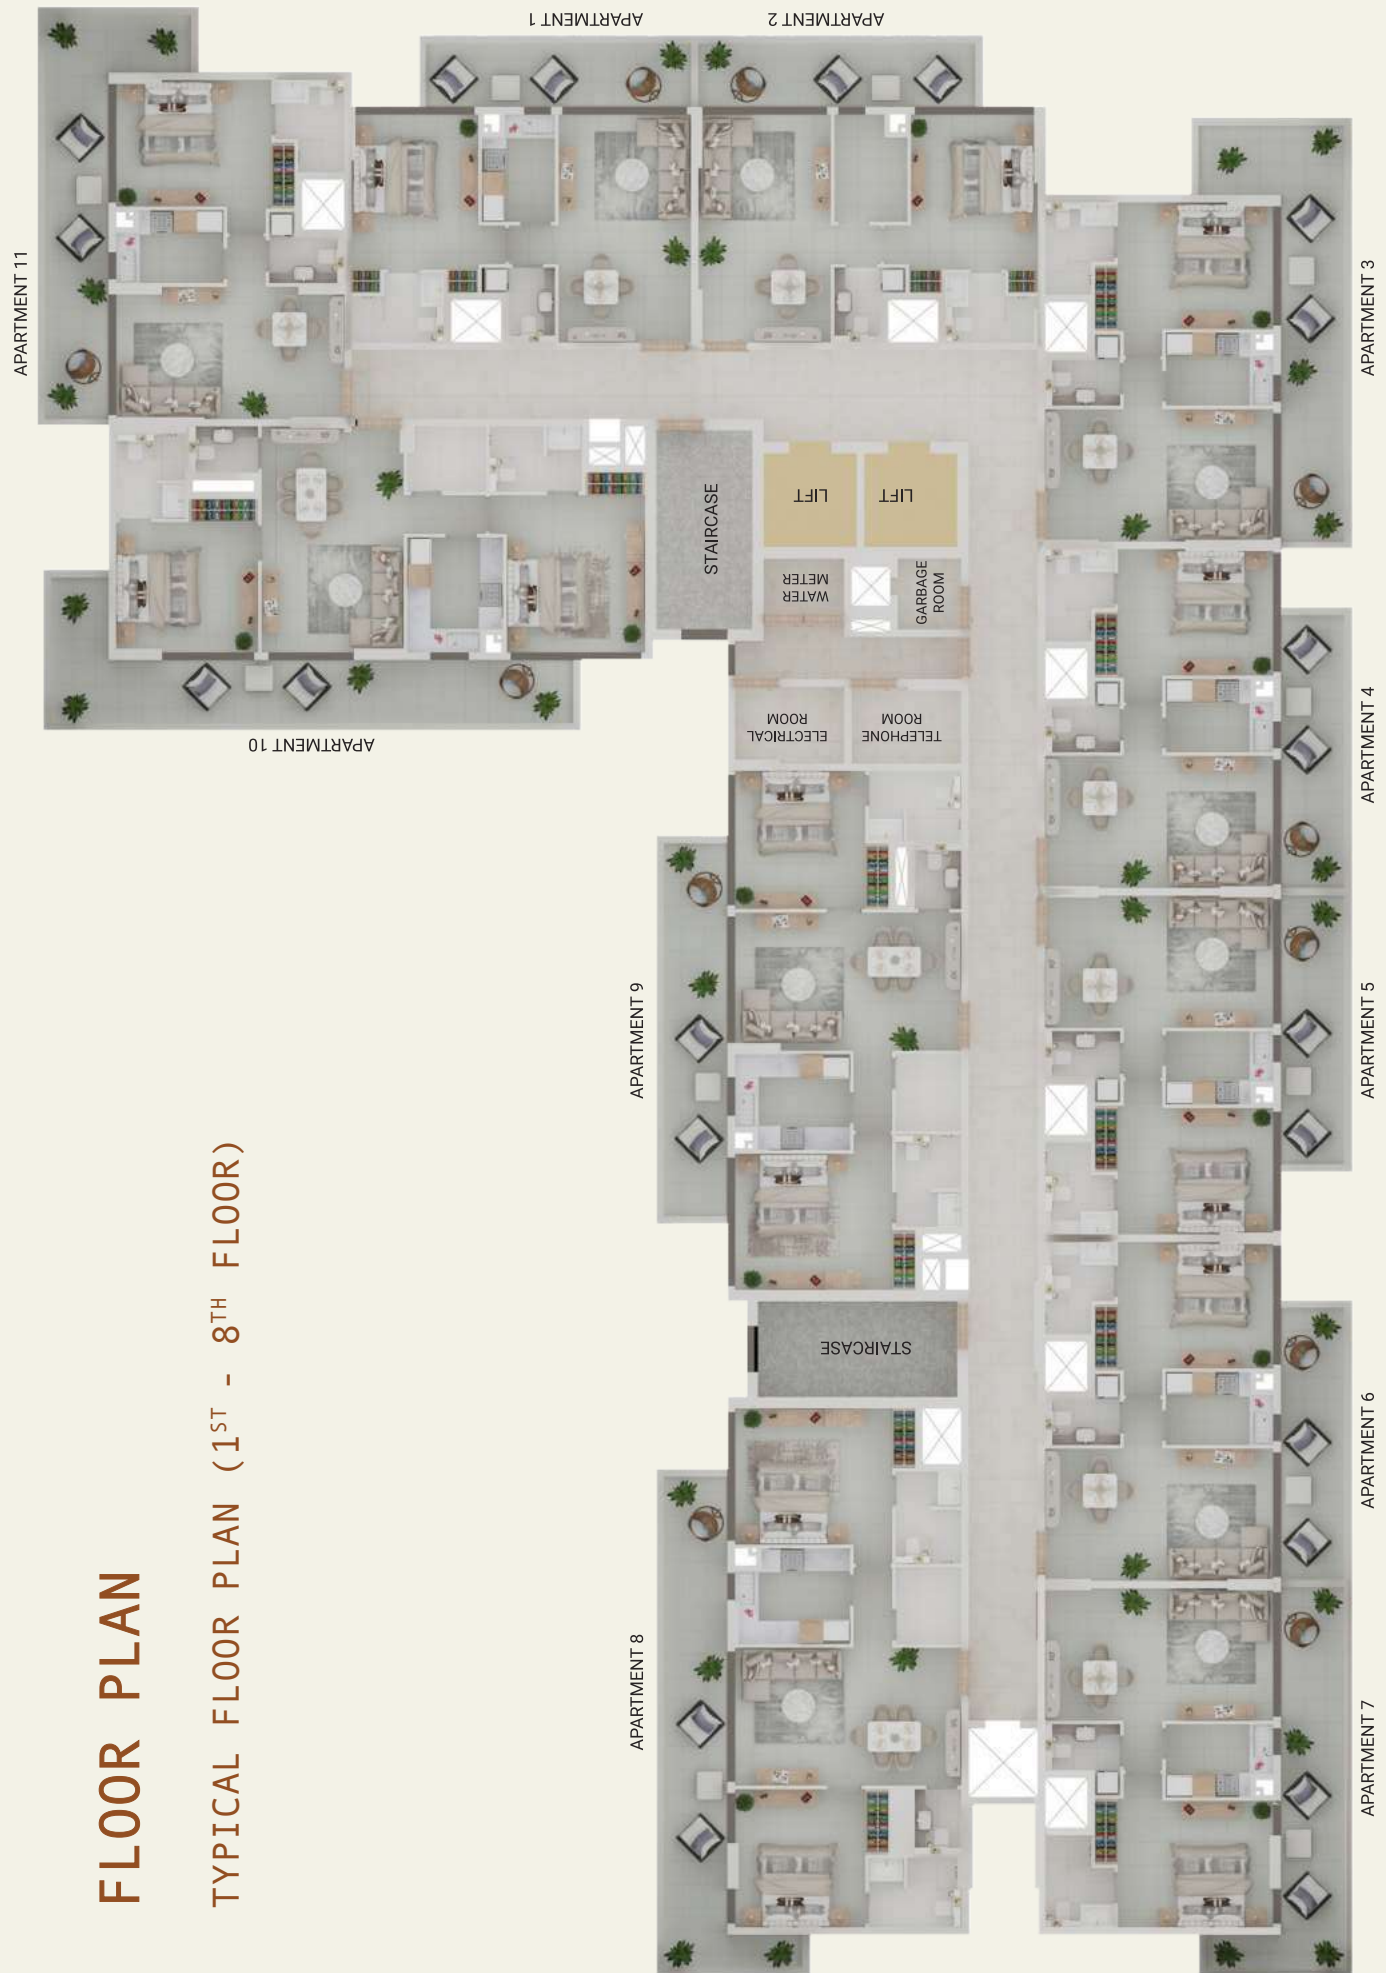 FLOOR PLAN
TYPICAL FLOOR PLAN (1ST - 8TH FLOOR)
APARTMENT 1
APARTMENT 2
APARTMENT 3
APARTMENT 4
APARTMENT 5
APARTMENT 6
APARTMENT 7
APARTMENT 8
APARTMENT 9
APARTMENT 10
APARTMENT 11
STAIRCASE
LIFT
LIFT
WATER
METER
GARBAGE
ROOM
ELECTRICAL
ROOM
TELEPHONE
ROOM
STAIRCASE